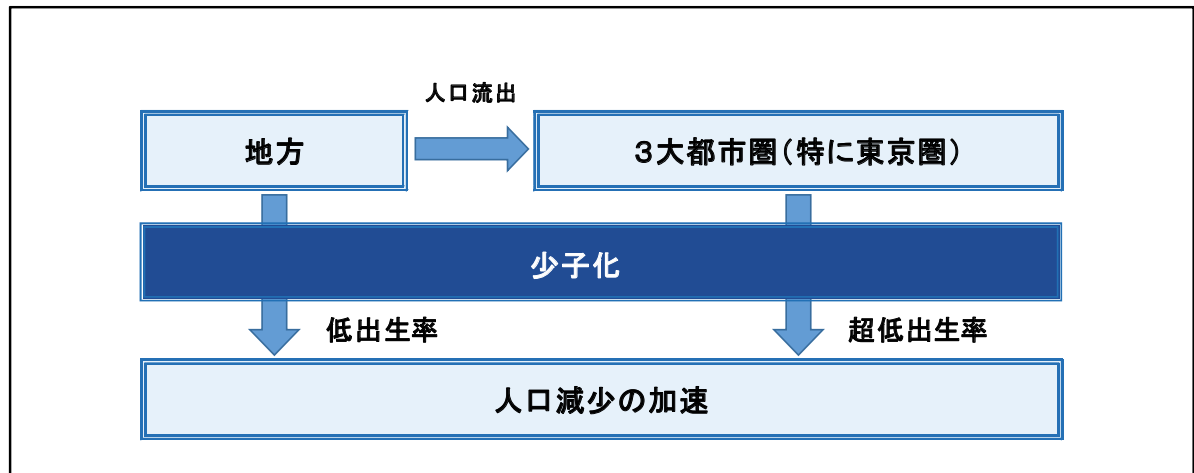 人口流出
地方
３大都市圏（特に東京圏）
少子化
低出生率
超低出生率
人口減少の加速